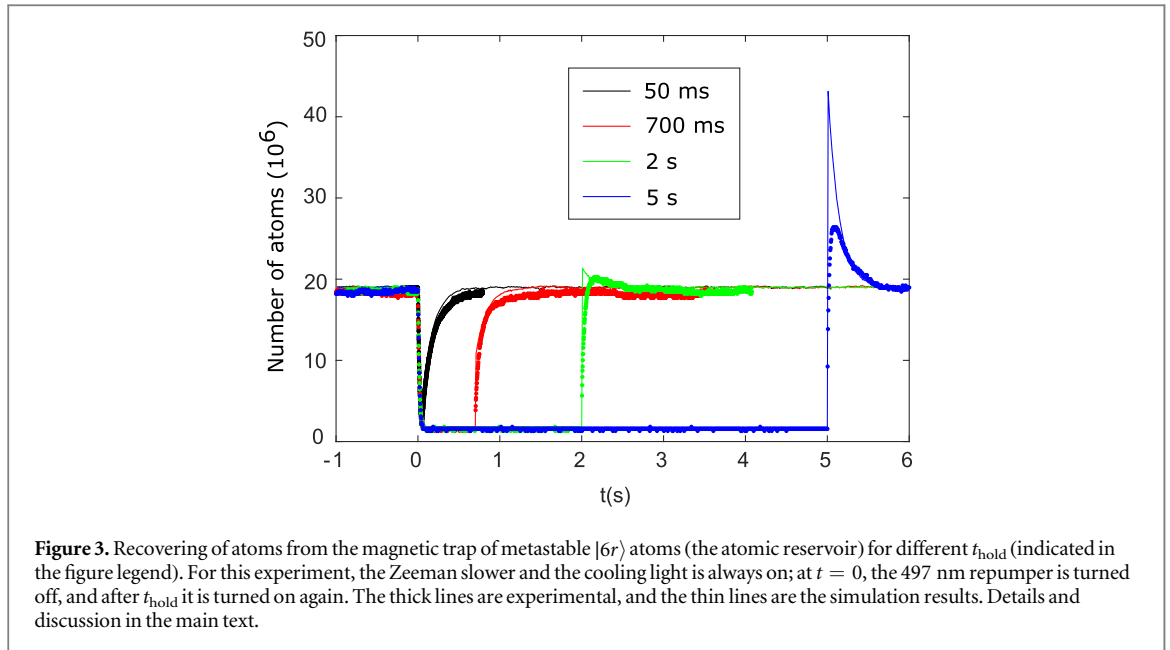 50
40
30
20
10
0
Number of atoms (10^6)
50 ms
700 ms
2 s
5 s
-1 0 1 2 3 4 5 6
t(s)
Figure 3. Recovering of atoms from the magnetic trap of metastable |6r⟩ atoms (the atomic reservoir) for different t_hold (indicated in
the figure legend). For this experiment, the Zeeman slower and the cooling light is always on; at t = 0, the 497 nm repumper is turned
off, and after t_hold it is turned on again. The thick lines are experimental, and the thin lines are the simulation results. Details and
discussion in the main text.